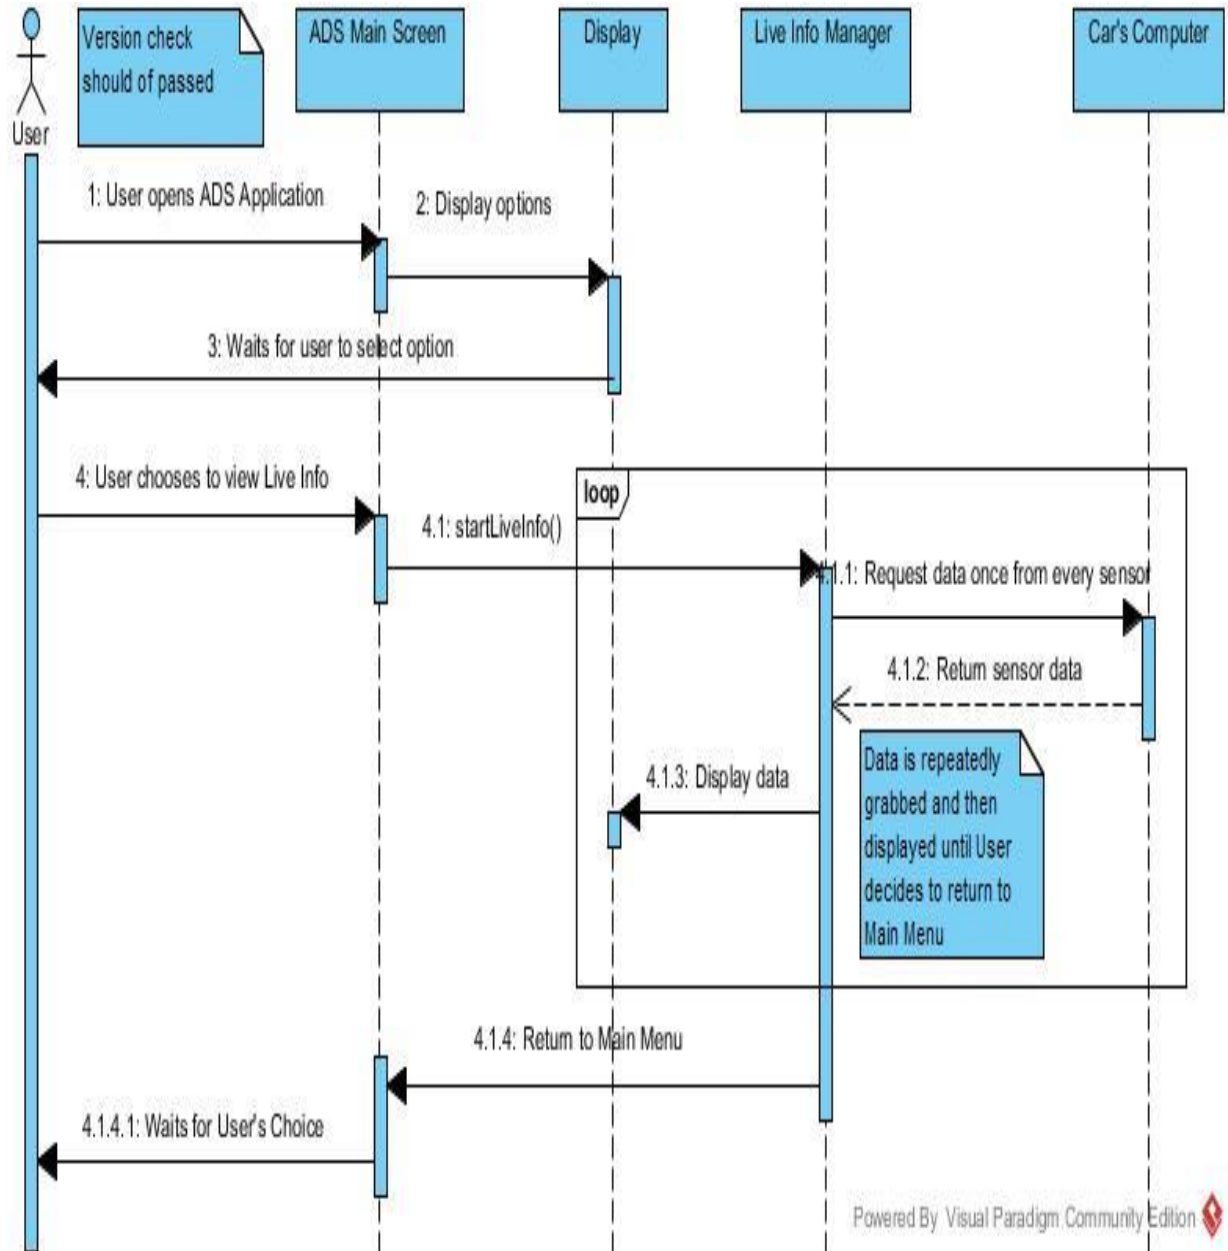 Version check
should of passed
ADS Main Screen
Display
Live Info Manager
Car's Computer
User
1: User opens ADS Application
2: Display options
3: Waits for user to select option
4: User chooses to view Live Info
loop
4.1: startLiveInfo()
4.1.1: Request data once from every sensor
4.1.2: Return sensor data
4.1.3: Display data
Data is repeatedly
grabbed and then
displayed until User
decides to return to
Main Menu
4.1.4: Return to Main Menu
4.1.4.1: Waits for User's Choice
Powered By Visual Paradigm Community Edition